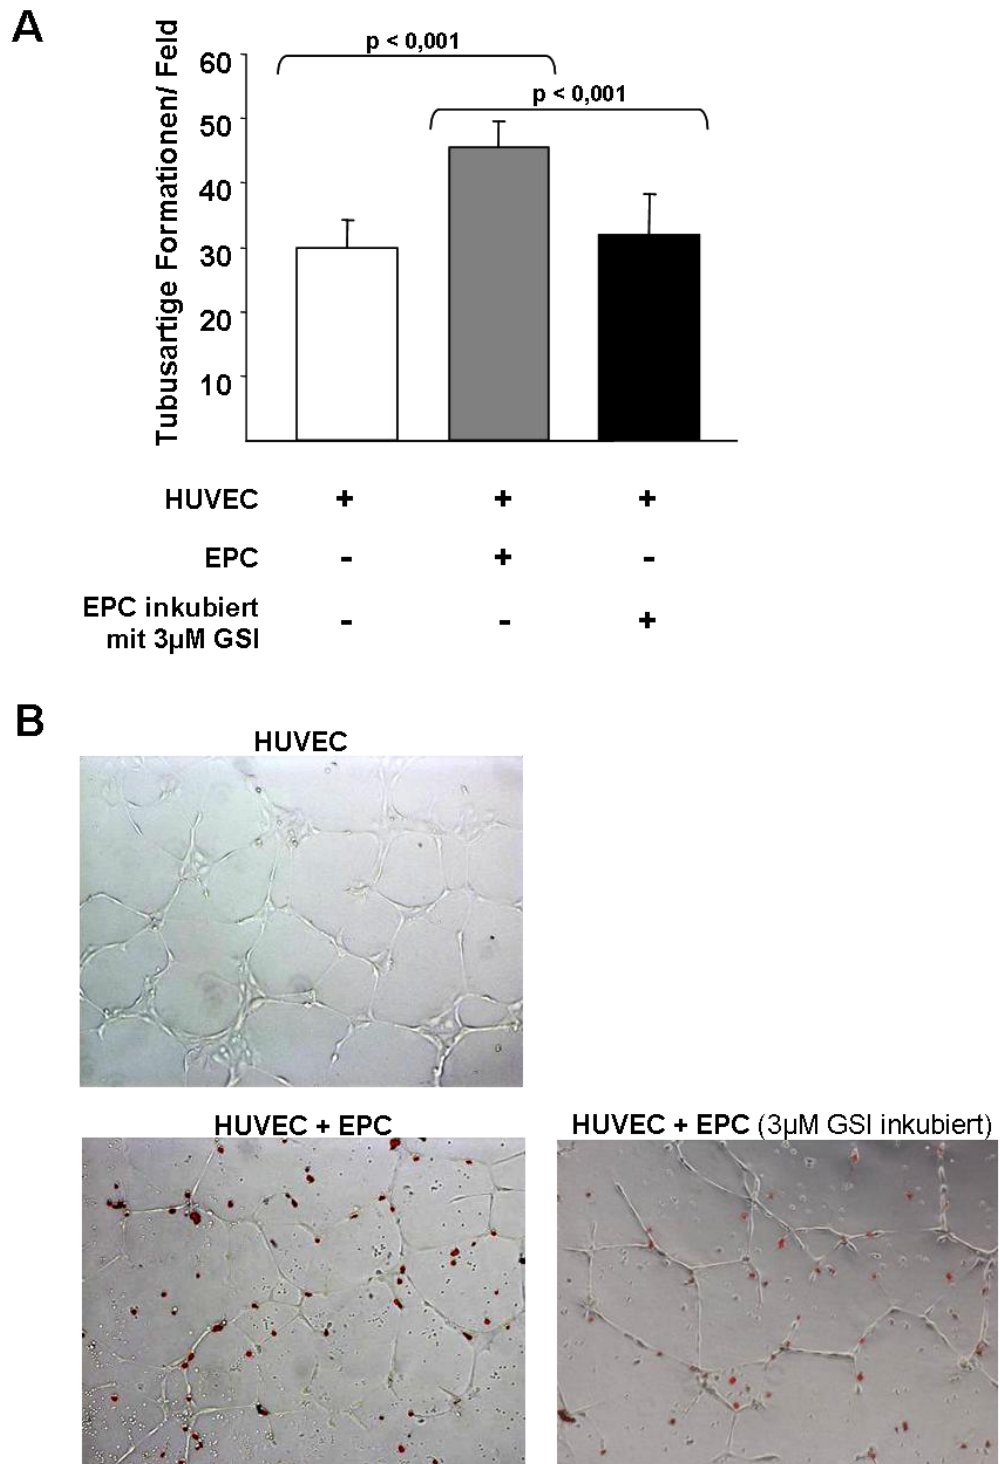 A
Tubusartige Formationen/ Feld
p < 0,001
p < 0,001
60
50
40
30
20
10
HUVEC + + +
EPC - + -
EPC inkubiert
mit 3µM GSI - - +
B
HUVEC
HUVEC + EPC
HUVEC + EPC (3µM GSI inkubiert)